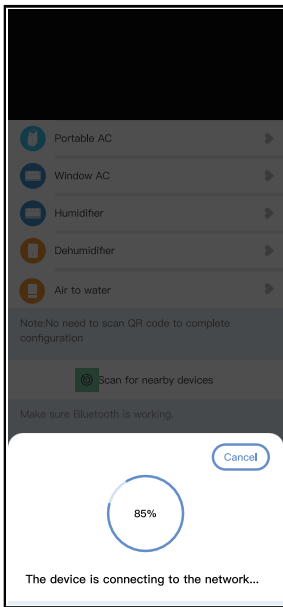 Portable AC
Window AC
Humidifier
Dehumidifier
Air to water
Note:No need to scan QR code to complete
configuration
Scan for nearby devices
Make sure Bluetooth is working.
Cancel
85%
The device is connecting to the network...